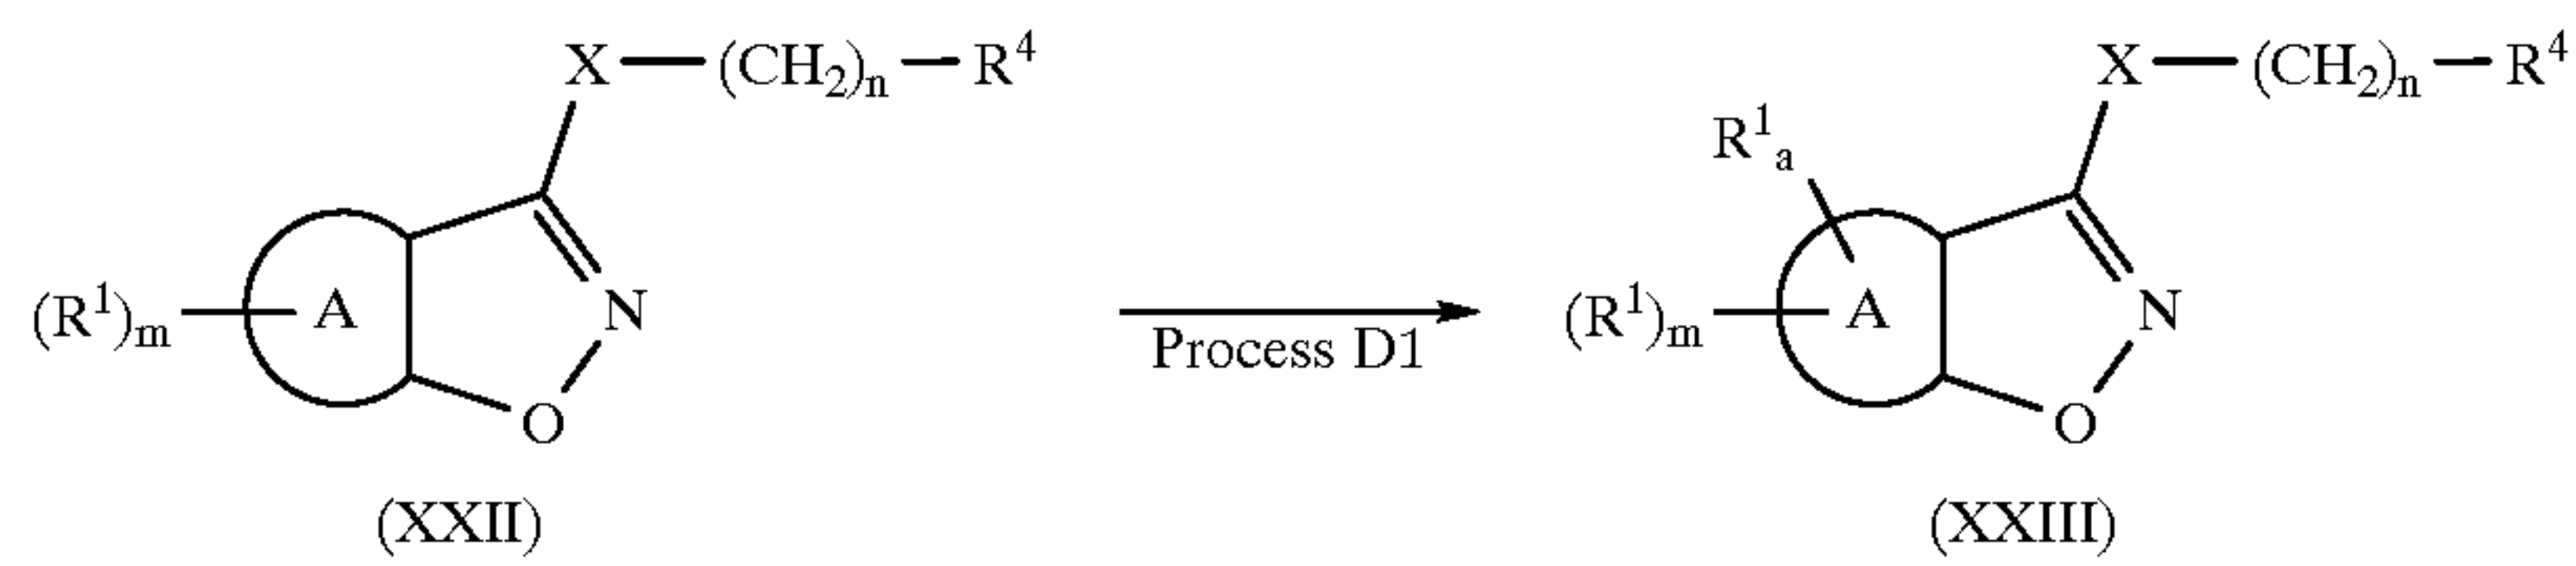 X—(CH₂)ₙ—R⁴
(R¹)ₘ
A
N
O
(XXII)
Process D1
X—(CH₂)ₙ—R⁴
R¹ₐ
(R¹)ₘ
A
N
O
(XXIII)